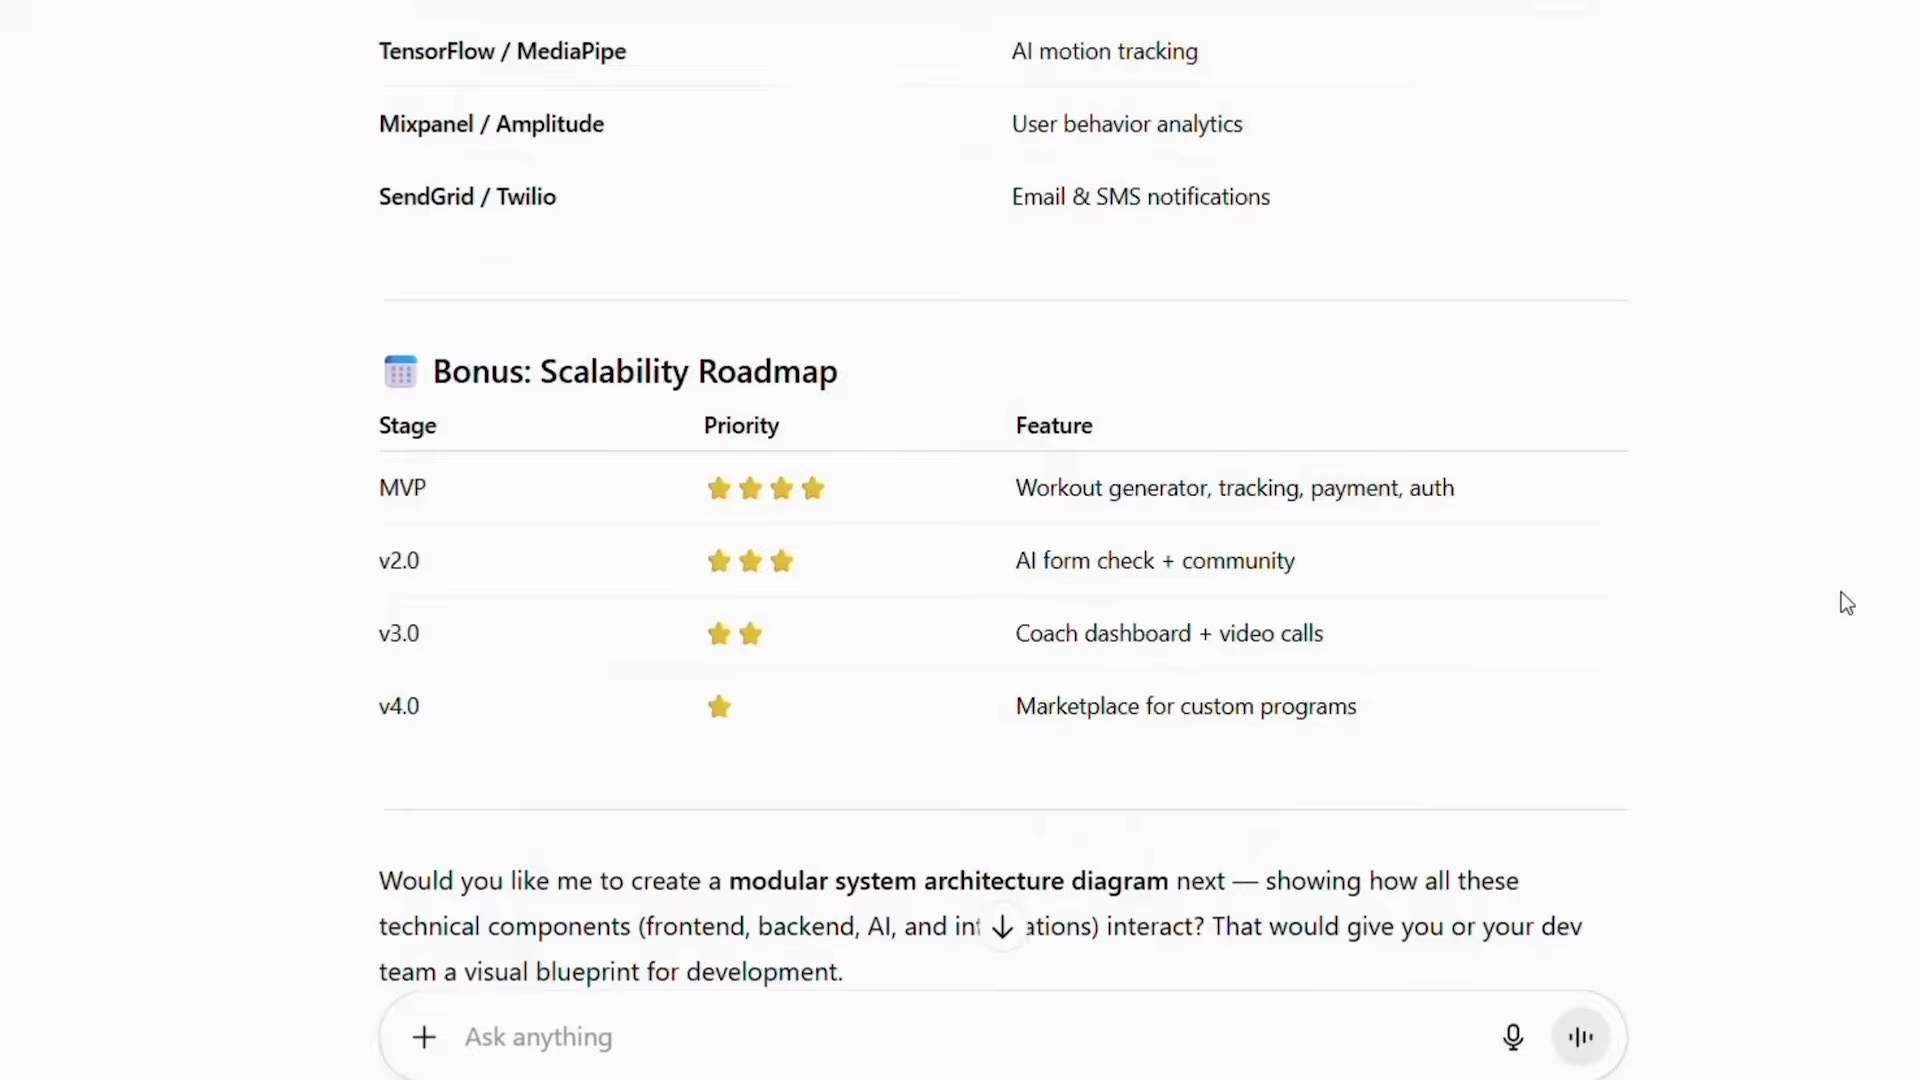 TensorFlow / MediaPipe AI motion tracking
Mixpanel / Amplitude User behavior analytics
SendGrid / Twilio Email & SMS notifications
Bonus: Scalability Roadmap
Stage Priority Feature
MVP Workout generator, tracking, payment, auth
v2.0 AI form check + community
v3.0 Coach dashboard + video calls
v4.0 Marketplace for custom programs
Would you like me to create a modular system architecture diagram next — showing how all these
technical components (frontend, backend, AI, and int ations) interact? That would give you or your dev
team a visual blueprint for development.
Ask anything